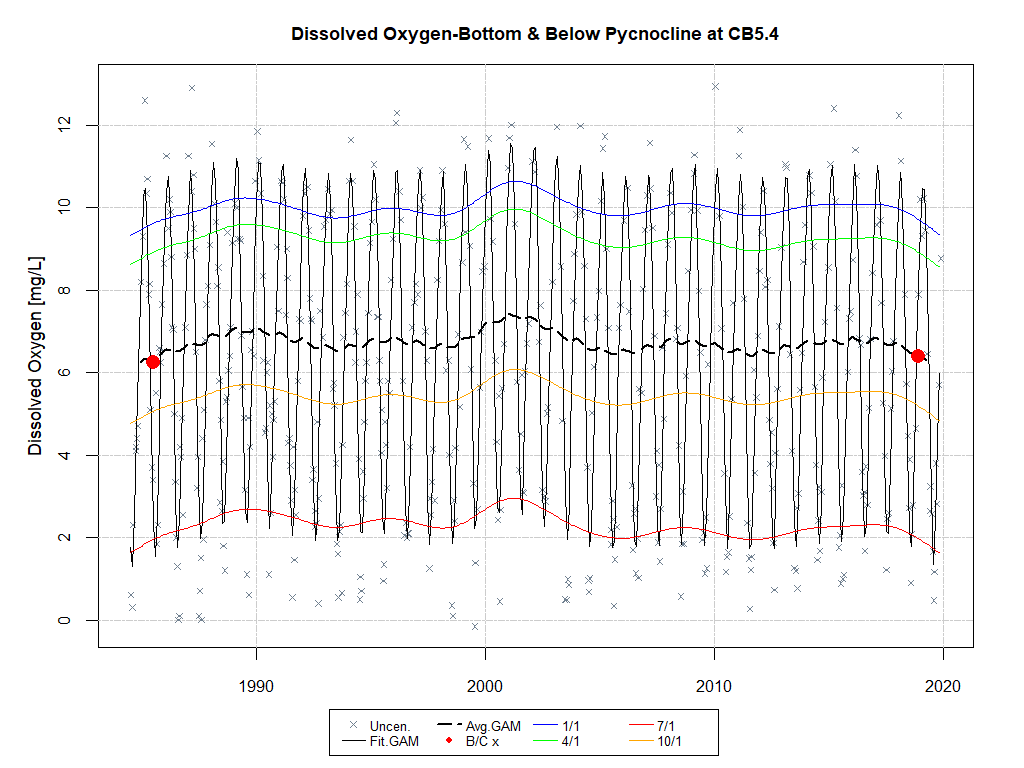 Dissolved Oxygen-Bottom & Below Pycnocline at CB5.4
Dissolved Oxygen [mg/L]
12
10
8
6
4
2
0
1990 2000 2010 2020
Uncen. Avg.GAM 1/1 7/1
Fit.GAM B/C x 4/1 10/1